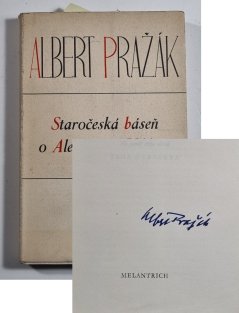 ALBERT PRAŽÁK
Staročeská báseň
o Ale
Albert Pražák
MELANTRICH